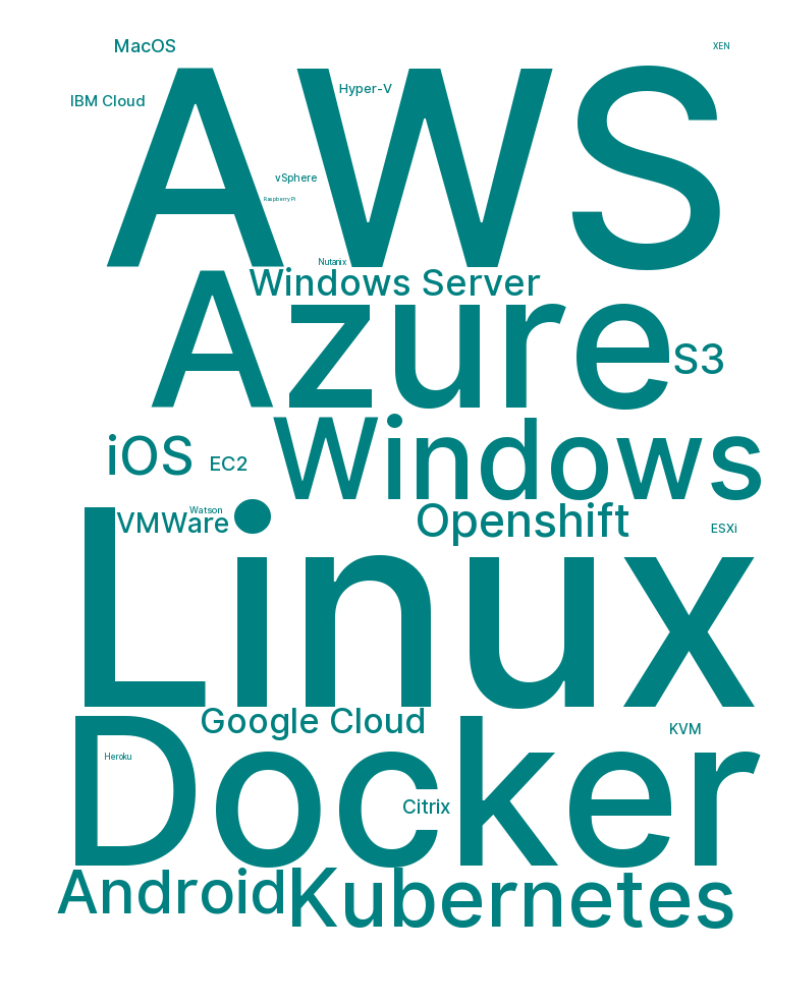 MacOS
XEN
AWS
Hyper-V
IBM Cloud
vSphere
Raspberry Pi
Nutanix
Windows Server
Azure
S3
Windows
iOS
EC2
Watson
VMWare
Openshift
ESXi
Linux
Google Cloud
KVM
Docker
Heroku
Citrix
Android
Kubernetes